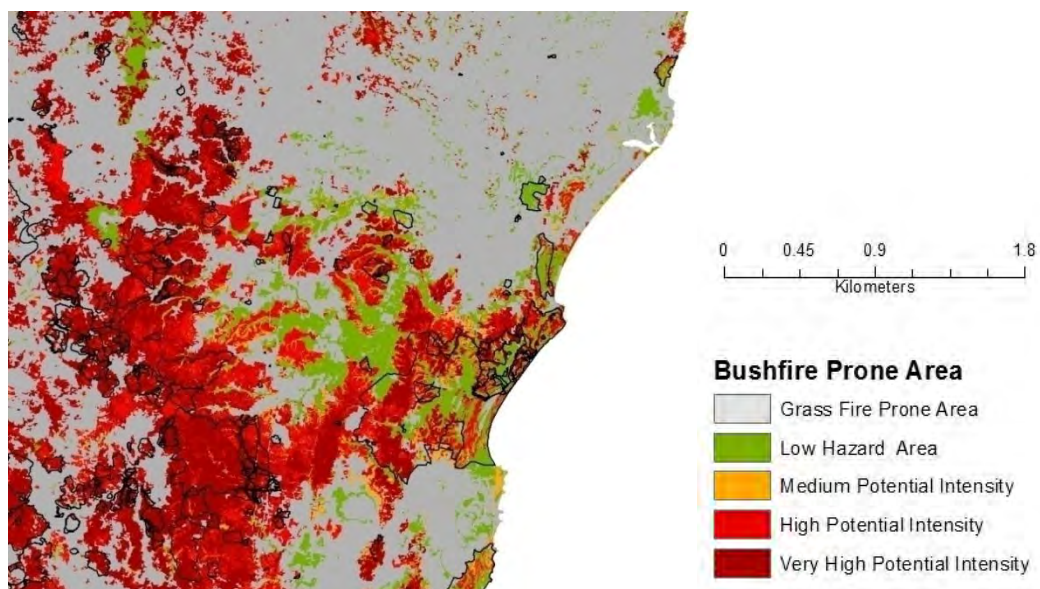 0 0.45 0.9 1.8
Kilometers
Bushfire Prone Area
Grass Fire Prone Area
Low Hazard Area
Medium Potential Intensity
High Potential Intensity
Very High Potential Intensity